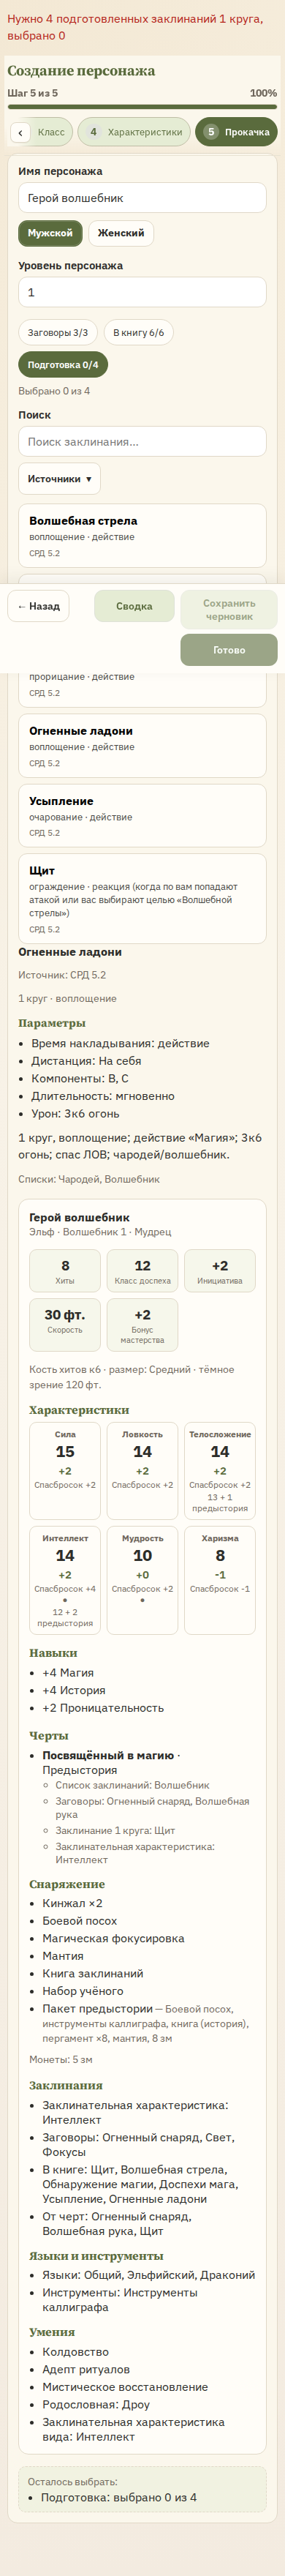 Нужно 4 подготовленных заклинаний 1 круга,
выбрано 0
Создание персонажа
Шаг 5 из 5
100%
‹
Класс
4 Характеристики
5 Прокачка
Имя персонажа
Герой волшебник
Мужской
Женский
Уровень персонажа
1
Заговоры 3/3
В книгу 6/6
Подготовка 0/4
Выбрано 0 из 4
Поиск
Поиск заклинания...
Источники ▾
Волшебная стрела
воплощение · действие
СРД 5.2
← Назад
Сводка
Сохранить
черновик
Готово
прорицание · действие
СРД 5.2
Огненные ладони
воплощение · действие
СРД 5.2
Усыпление
очарование · действие
СРД 5.2
Щит
ограждение · реакция (когда по вам попадают
атакой или вас выбирают целью «Волшебной
стрелы»)
СРД 5.2
Огненные ладони
Источник: СРД 5.2
1 круг · воплощение
Параметры
• Время накладывания: действие
• Дистанция: На себя
• Компоненты: В, С
• Длительность: мгновенно
• Урон: 3к6 огонь
1 круг, воплощение; действие «Магия»; 3к6
огонь; спас ЛОВ; чародей/волшебник.
Списки: Чародей, Волшебник
Герой волшебник
Эльф · Волшебник 1 · Мудрец
8
Хиты
12
Класс доспеха
+2
Инициатива
30 фт.
Скорость
+2
Бонус
мастерства
Кость хитов к6 · размер: Средний · тёмное
зрение 120 фт.
Характеристики
Сила
15
+2
Спасбросок +2
Ловкость
14
+2
Спасбросок +2
Телосложение
14
+2
Спасбросок +2
13 + 1
предыстория
Интеллект
14
+2
Спасбросок +4
•
12 + 2
предыстория
Мудрость
10
+0
Спасбросок +2
•
Харизма
8
-1
Спасбросок -1
Навыки
• +4 Магия
• +4 История
• +2 Проницательность
Черты
• Посвящённый в магию ·
Предыстория
◦ Список заклинаний: Волшебник
◦ Заговоры: Огненный снаряд, Волшебная
рука
◦ Заклинание 1 круга: Щит
◦ Заклинательная характеристика:
Интеллект
Снаряжение
• Кинжал ×2
• Боевой посох
• Магическая фокусировка
• Мантия
• Книга заклинаний
• Набор учёного
• Пакет предыстории — Боевой посох,
инструменты каллиграфа, книга (история),
пергамент ×8, мантия, 8 зм
Монеты: 5 зм
Заклинания
• Заклинательная характеристика:
Интеллект
• Заговоры: Огненный снаряд, Свет,
Фокусы
• В книге: Щит, Волшебная стрела,
Обнаружение магии, Доспехи мага,
Усыпление, Огненные ладони
• От черт: Огненный снаряд,
Волшебная рука, Щит
Языки и инструменты
• Языки: Общий, Эльфийский, Драконий
• Инструменты: Инструменты
каллиграфа
Умения
• Колдовство
• Адепт ритуалов
• Мистическое восстановление
• Родословная: Дроу
• Заклинательная характеристика
вида: Интеллект
Осталось выбрать:
• Подготовка: выбрано 0 из 4